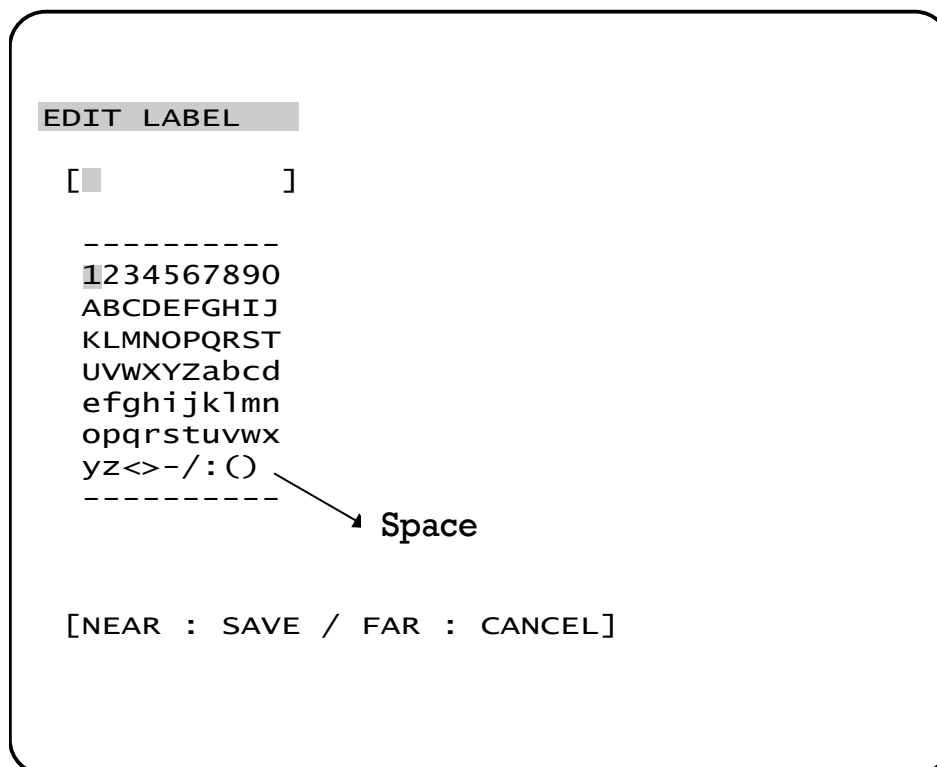 EDIT LABEL
[ ]
----------
1234567890
ABCDEFGHIJ
KLMNOPQRST
UVWXYZabcd
efghijklmn
opqrstuvwx
yz<>-/:()
----------
Space
[NEAR : SAVE / FAR : CANCEL]